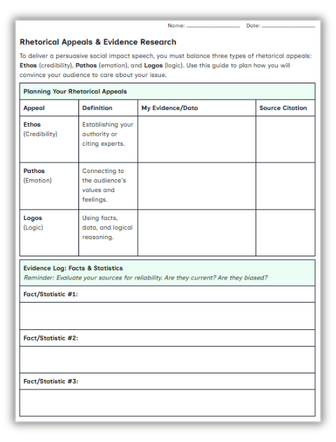 Name: Date:
Rhetorical Appeals & Evidence Research
To deliver a persuasive social impact speech, you must balance three types of rhetorical appeals:
Ethos (credibility), Pathos (emotion), and Logos (logic). Use this guide to plan how you will
convince your audience to care about your issue.
Planning Your Rhetorical Appeals
Appeal Definition My Evidence/Data Source Citation
Ethos
(Credibility)
Establishing your
authority or
citing experts.
Pathos
(Emotion)
Connecting to
the audience's
values and
feelings.
Logos
(Logic)
Using facts,
data, and logical
reasoning.
Evidence Log: Facts & Statistics
Reminder: Evaluate your sources for reliability. Are they current? Are they biased?
Fact/Statistic #1:
Fact/Statistic #2:
Fact/Statistic #3: